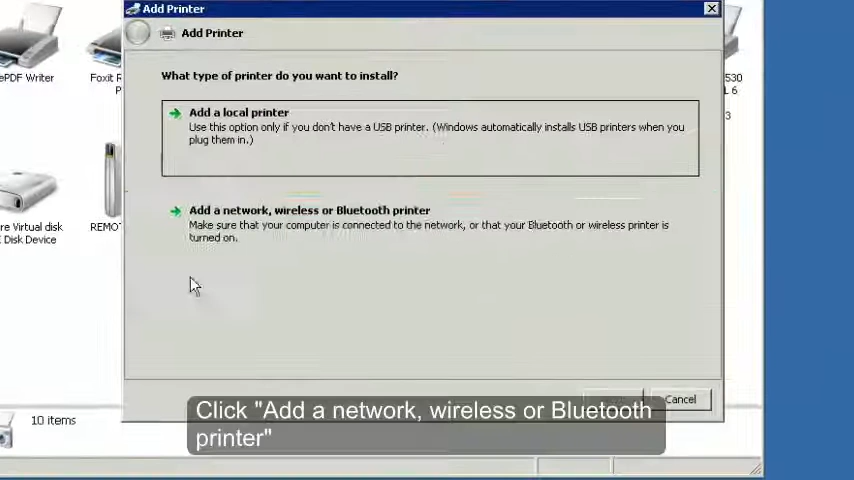 Add Printer
Add Printer
ePDF Writer
Foxit R
P
530
L 6
3
What type of printer do you want to install?
Add a local printer
Use this option only if you don't have a USB printer. (Windows automatically installs USB printers when you
plug them in.)
Add a network, wireless or Bluetooth printer
Make sure that your computer is connected to the network, or that your Bluetooth or wireless printer is
turned on.
re Virtual disk
Disk Device
REMO
Cancel
10 items
Click "Add a network, wireless or Bluetooth
printer"